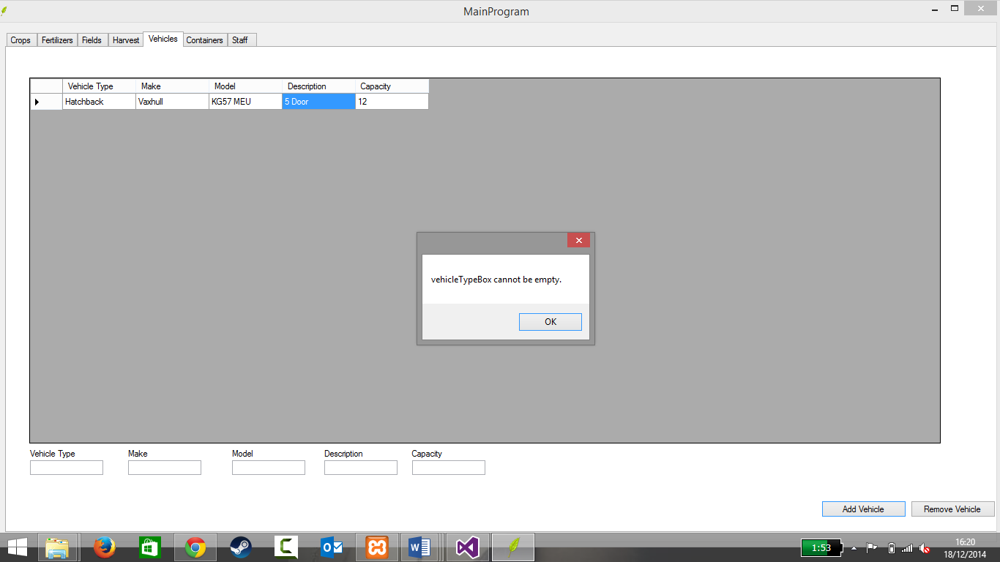 MainProgram
Crops Fertilizers Fields Harvest Vehicles Containers Staff
Vehicle Type Make Model Description Capacity
Hatchback Vaxhull KG57 MEU 5 Door 12
vehicleTypeBox cannot be empty.
OK
Vehicle Type Make Model Description Capacity
Add Vehicle Remove Vehicle
1:53
16:20
18/12/2014